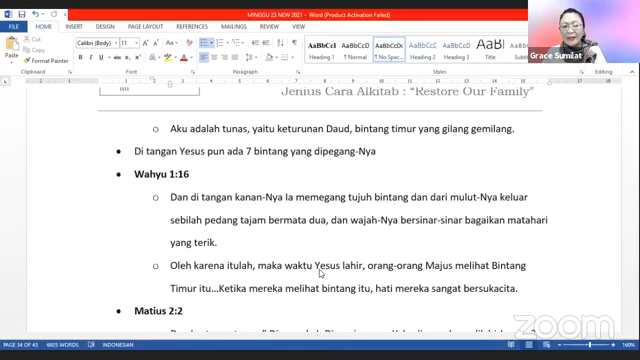 MINGGU 23 NEW 2021 - Word (Product Activation Failed)
FILE HOME INSERT DESIGN PAGE LAYOUT REFERENCES MAILINGS REVIEW VIEW
Paste
Cut
Copy
Format Painter
Clipboard
Calibri (Body) 11
Font
Paragraph
AaBbCcI AaBbCcI AaBbCcDc AaBbCcDd AaBbCcD AaBl AaBbCcD
Heading 1 Normal ¶ No Spac... Heading 2 Heading 3 Title Subtitle
Styles
Grace Sumilat
Jenius Cara Alkitab : "Restore Our Family"
o Aku adalah tunas, yaitu keturunan Daud, bintang timur yang gilang gemilang.
• Di tangan Yesus pun ada 7 bintang yang dipegang-Nya
• Wahyu 1:16
o Dan di tangan kanan-Nya Ia memegang tujuh bintang dan dari mulut-Nya keluar
sebilah pedang tajam bermata dua, dan wajah-Nya bersinar-sinar bagaikan matahari
yang terik.
o Oleh karena itulah, maka waktu Yesus lahir, orang-orang Majus melihat Bintang
Timur itu...Ketika mereka melihat bintang itu, hati mereka sangat bersukacita.
• Matius 2:2
zoom
PAGE 34 OF 43 6925 WORDS INDONESIAN
160%